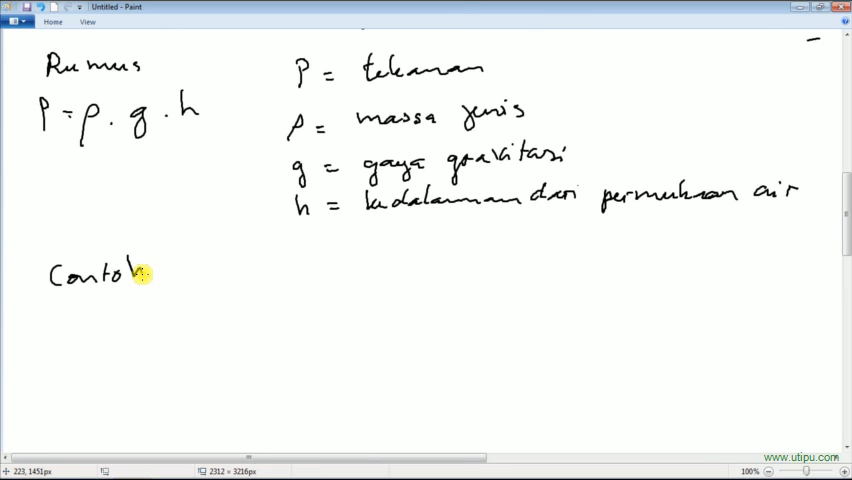 Untitled - Paint
Home View
Rumus
P = ρ . g . h
P = tekanan
ρ = massa jenis
g = gaya gravitasi
h = kedalaman dari permukaan air
Contoh
www.utipu.com
223, 1451px
2312 × 3216px
100%